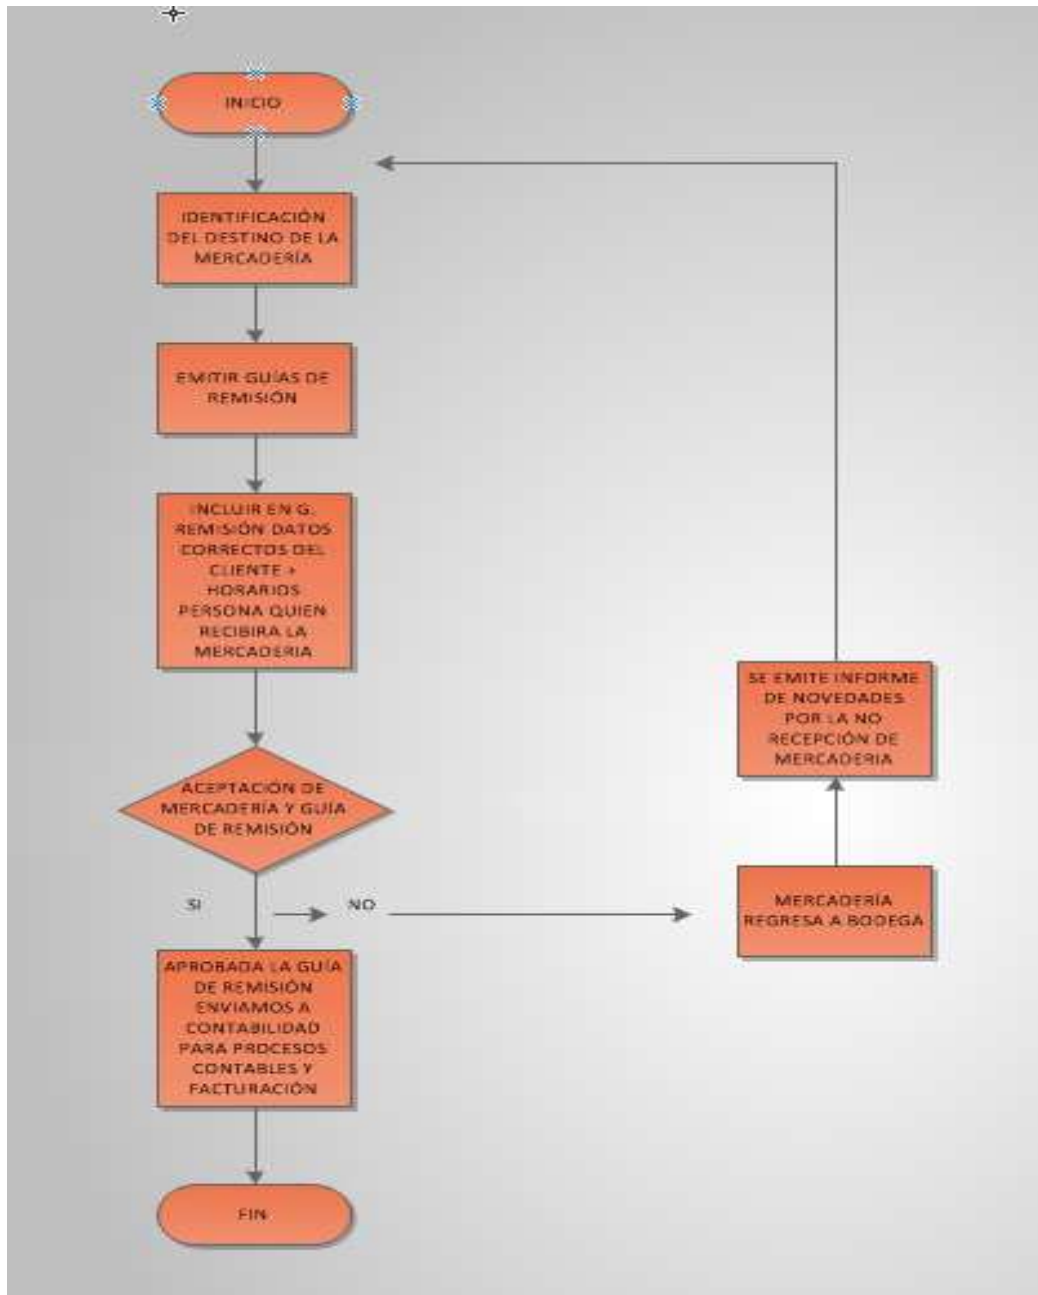 INICIO
IDENTIFICACIÓN
DEL DESTINO DE LA
MERCADERÍA
EMITIR GUÍAS DE
REMISIÓN
INCLUIR EN G.
REMISIÓN DATOS
CORRECTOS DEL
CLIENTE +
HORARIOS
PERSONA QUIEN
RECIBIRA LA
MERCADERIA
ACEPTACIÓN DE
MERCADERÍA Y GUÍA
DE REMISIÓN
SI
NO
APROBADA LA GUÍA
DE REMISIÓN
ENVIAMOS A
CONTABILIDAD
PARA PROCESOS
CONTABLES Y
FACTURACIÓN
FIN
MERCADERÍA
REGRESA A BODEGA
SE EMITE INFORME
DE NOVEDADES
POR LA NO
RECEPCIÓN DE
MERCADERIA